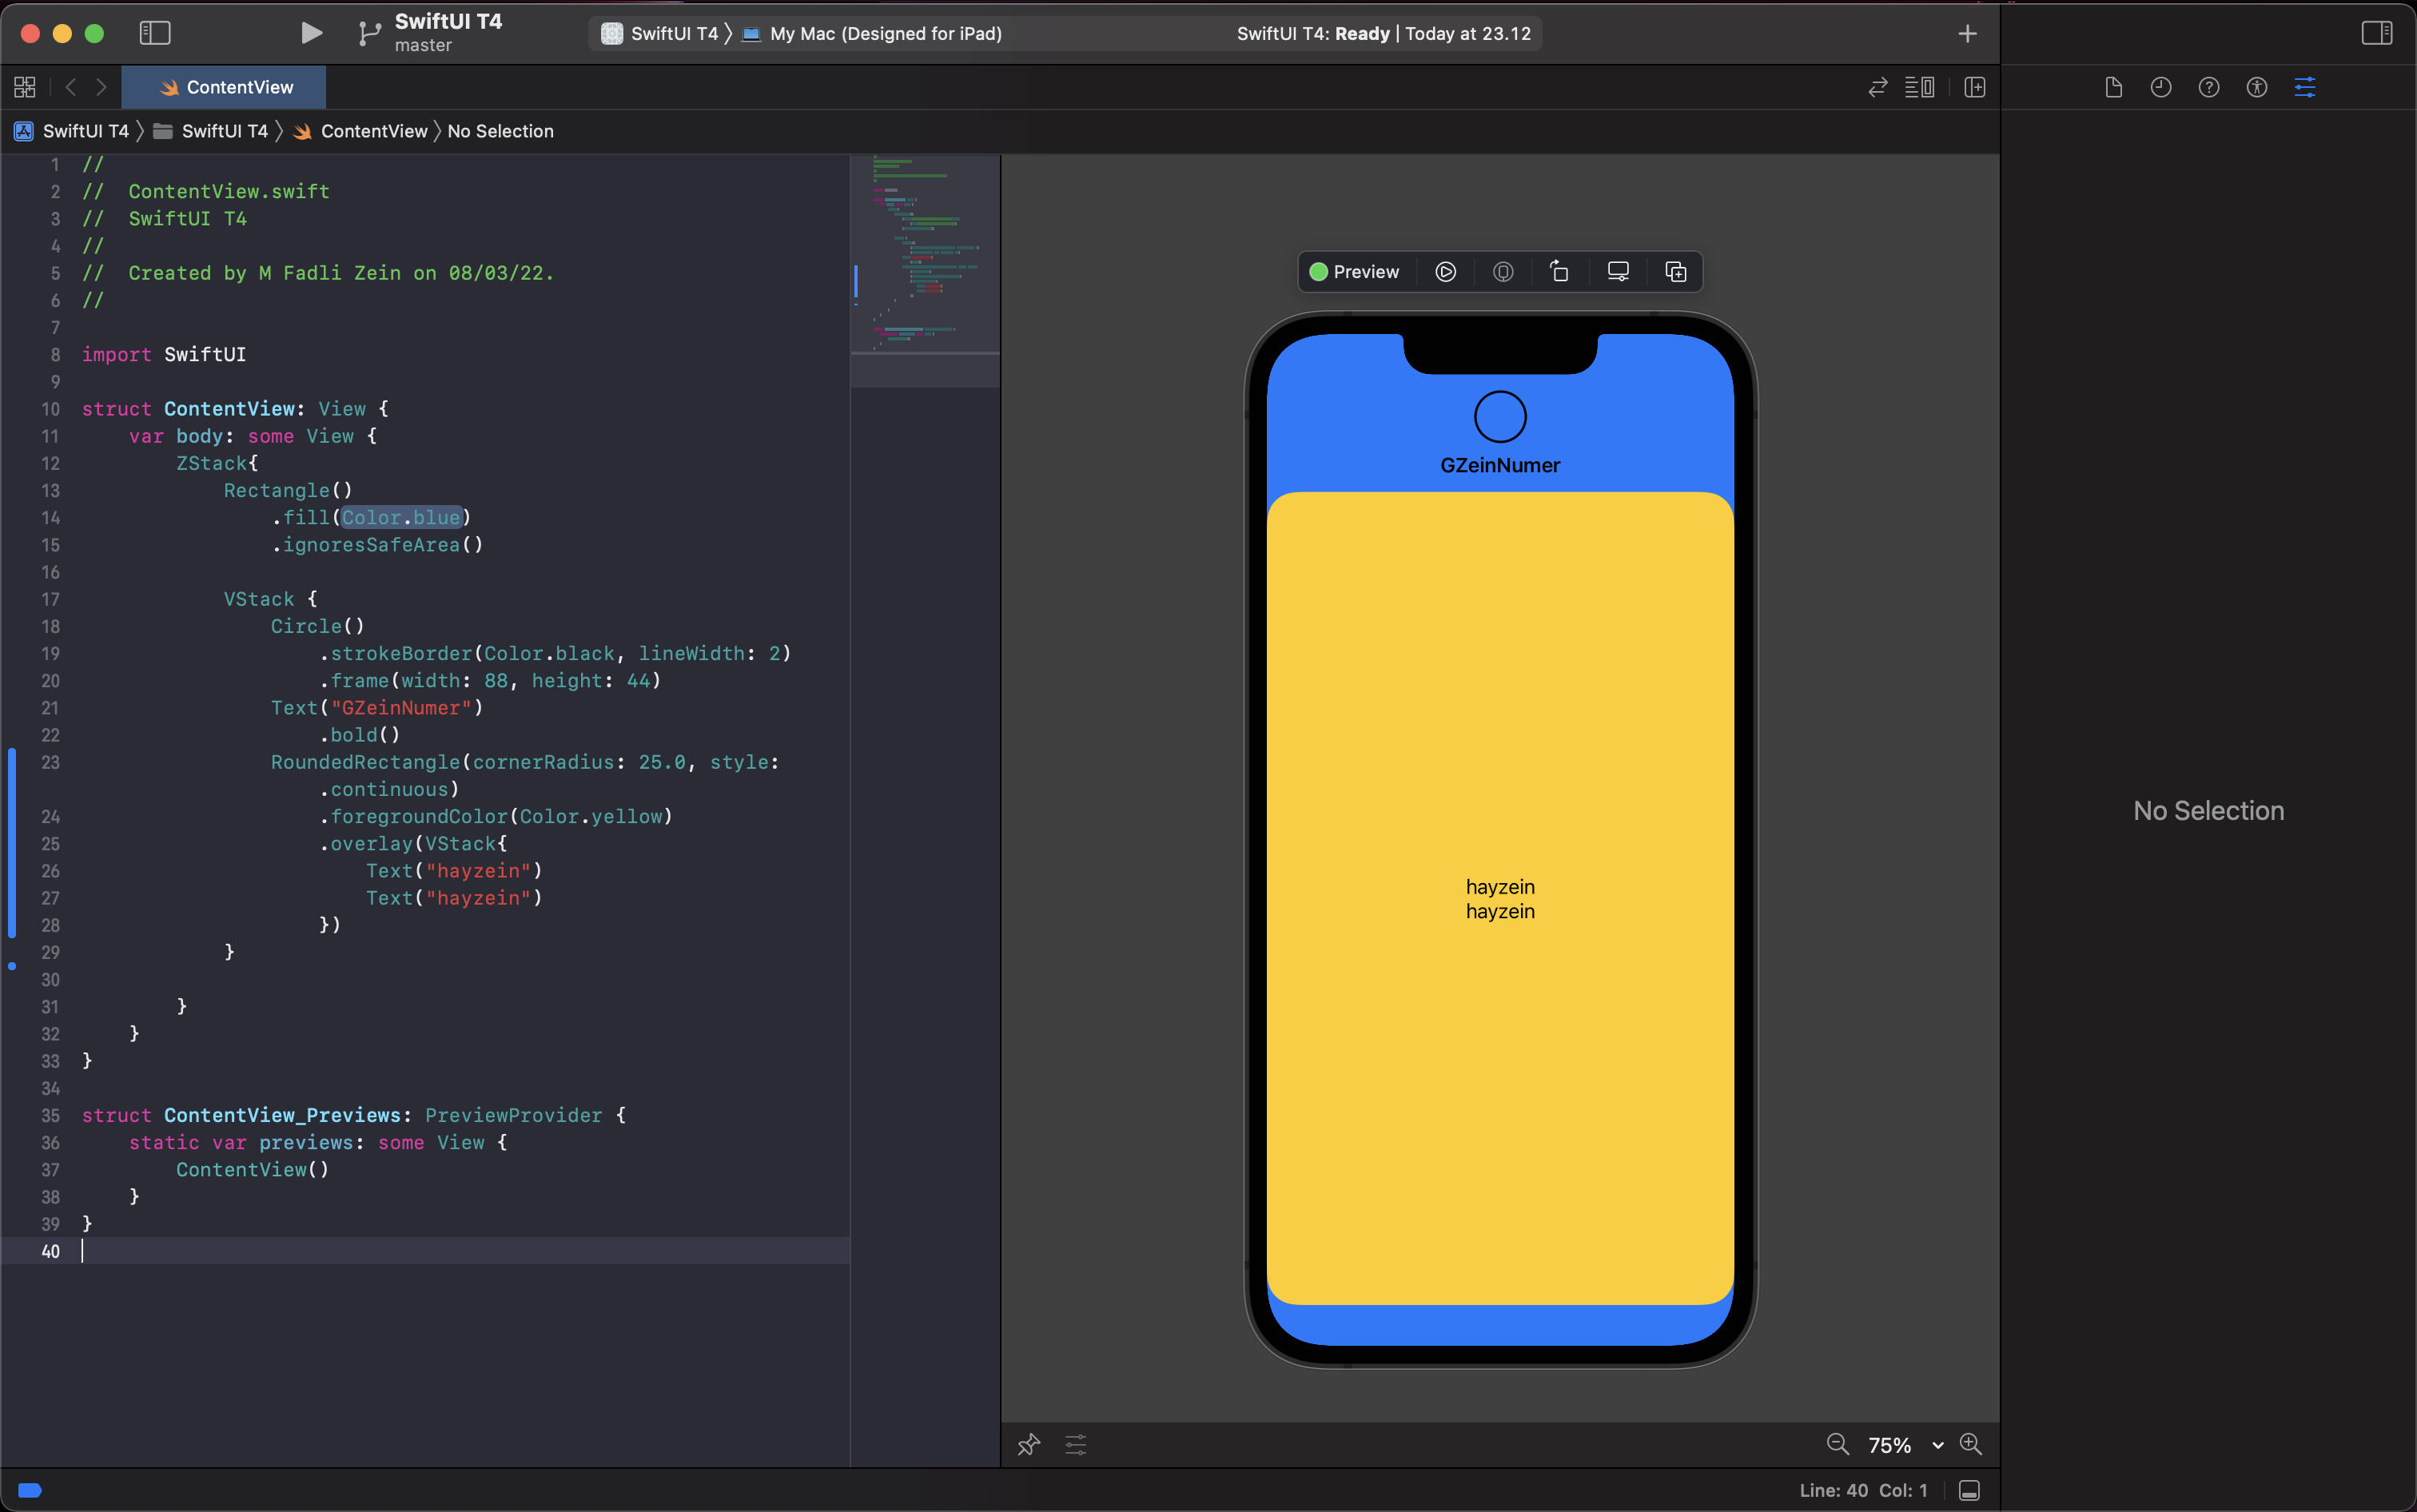 SwiftUI T4
master
SwiftUI T4 〉 My Mac (Designed for iPad)
SwiftUI T4: Ready | Today at 23.12
ContentView
SwiftUI T4 〉 SwiftUI T4 〉 ContentView 〉 No Selection
1 //
2 //  ContentView.swift
3 //  SwiftUI T4
4 //
5 //  Created by M Fadli Zein on 08/03/22.
6 //
7
8 import SwiftUI
9
10 struct ContentView: View {
11     var body: some View {
12         ZStack{
13             Rectangle()
14                 .fill(Color.blue)
15                 .ignoresSafeArea()
16
17             VStack {
18                 Circle()
19                     .strokeBorder(Color.black, lineWidth: 2)
20                     .frame(width: 88, height: 44)
21                 Text("GZeinNumer")
22                     .bold()
23                 RoundedRectangle(cornerRadius: 25.0, style:
                     .continuous)
24                     .foregroundColor(Color.yellow)
25                     .overlay(VStack{
26                         Text("hayzein")
27                         Text("hayzein")
28                     })
29             }
30
31         }
32     }
33 }
34
35 struct ContentView_Previews: PreviewProvider {
36     static var previews: some View {
37         ContentView()
38     }
39 }
40
Preview
GZeinNumer
hayzein
hayzein
75%
No Selection
Line: 40 Col: 1